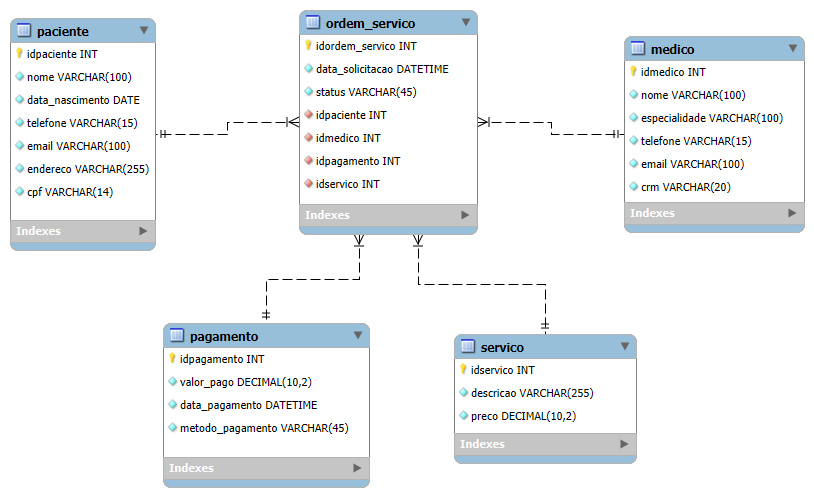 paciente
idpaciente INT
nome VARCHAR(100)
data_nascimento DATE
telefone VARCHAR(15)
email VARCHAR(100)
endereco VARCHAR(255)
cpf VARCHAR(14)
Indexes
ordem_servico
idordem_servico INT
data_solicitacao DATETIME
status VARCHAR(45)
idpaciente INT
idmedico INT
idpagamento INT
idservico INT
Indexes
medico
idmedico INT
nome VARCHAR(100)
especialidade VARCHAR(100)
telefone VARCHAR(15)
email VARCHAR(100)
crm VARCHAR(20)
Indexes
pagamento
idpagamento INT
valor_pago DECIMAL(10,2)
data_pagamento DATETIME
metodo_pagamento VARCHAR(45)
Indexes
servico
idservico INT
descricao VARCHAR(255)
preco DECIMAL(10,2)
Indexes